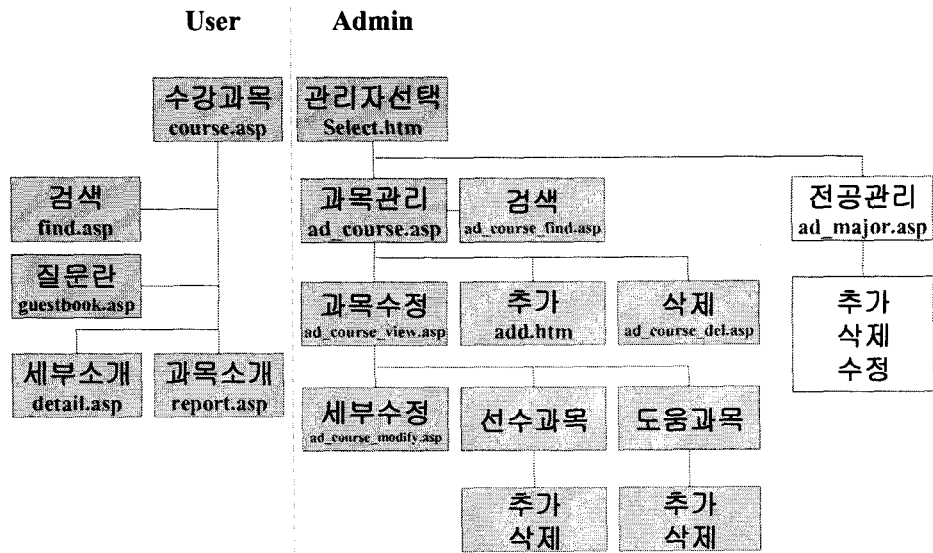 User
Admin
수강과목
course.asp
관리자선택
Select.htm
검색
find.asp
과목관리
ad_course.asp
검색
ad_course_find.asp
전공관리
ad_major.asp
질문란
guestbook.asp
과목수정
ad_course_view.asp
추가
add.htm
삭제
ad_course_del.asp
추가
삭제
수정
세부소개
detail.asp
과목소개
report.asp
세부수정
ad_course_modify.asp
선수과목
도움과목
추가
삭제
추가
삭제